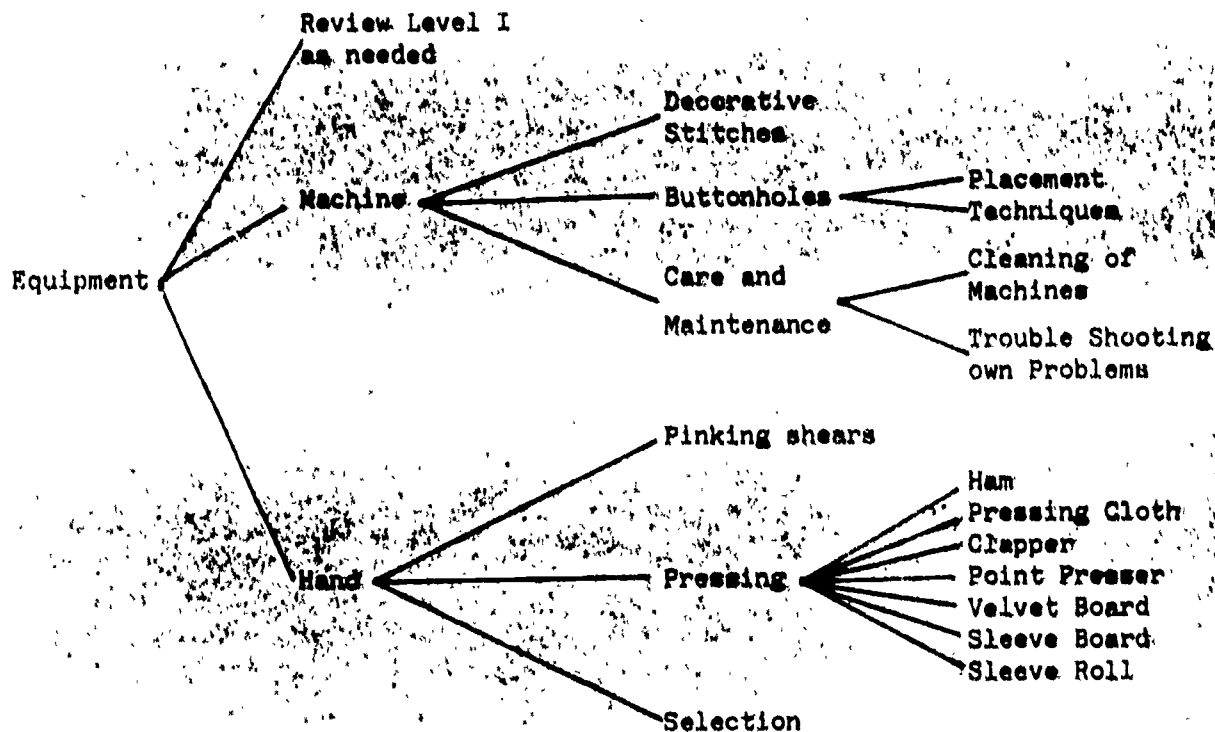 Review Level I
as needed
Decorative
Stitches
Machine
Buttonholes
Placement
Techniques
Equipment
Care and
Maintenance
Cleaning of
Machines
Trouble Shooting
own Problems
Pinking shears
Hand
Pressing
Ham
Pressing Cloth
Clapper
Point Presser
Velvet Board
Sleeve Board
Sleeve Roll
Selection